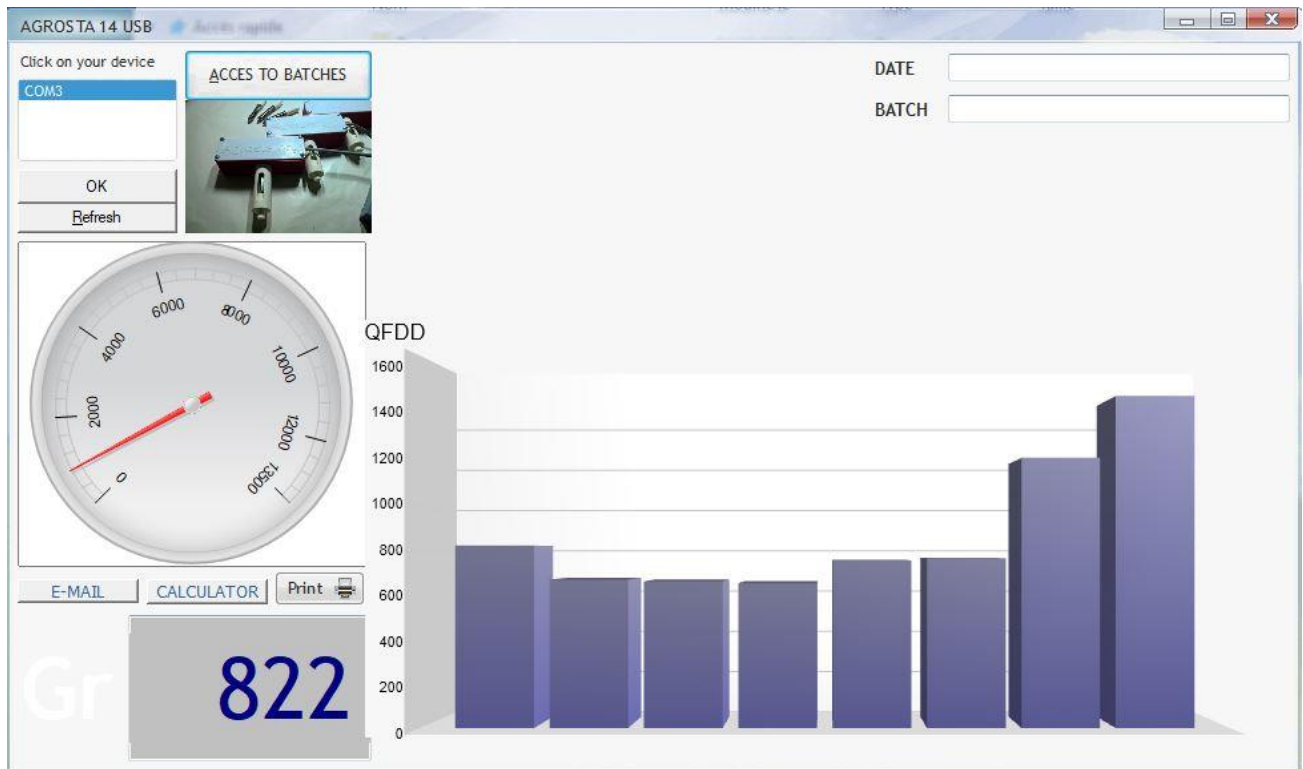 AGROSTA 14 USB
Click on your device
COM3
OK
Refresh
ACCES TO BATCHES
DATE
BATCH
0
2000
4000
6000
8000
10000
12000
13500
E-MAIL
CALCULATOR
Print
Gr
822
QFDD
1600
1400
1200
1000
800
600
400
200
0